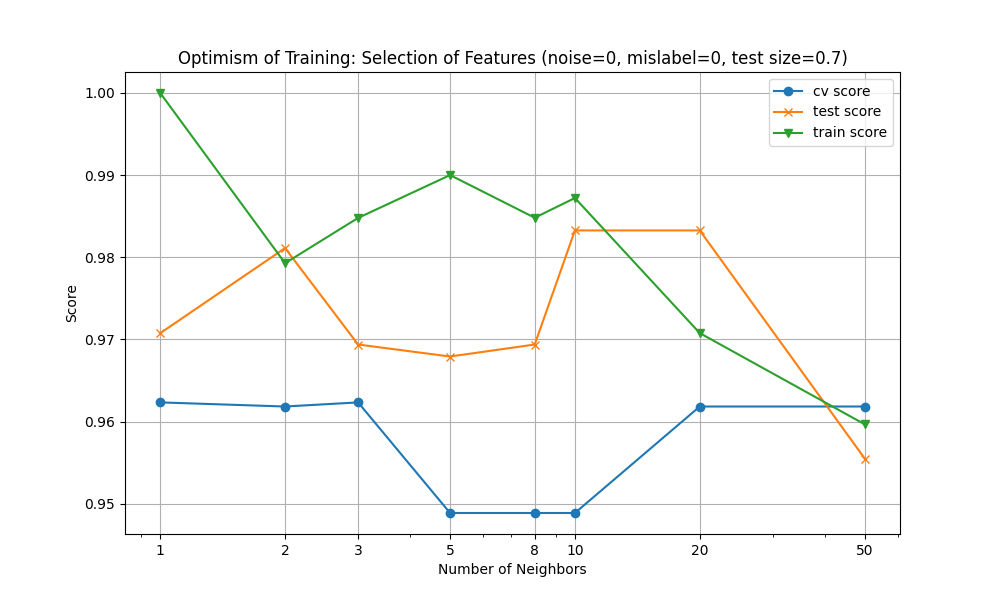 Optimism of Training: Selection of Features (noise=0, mislabel=0, test size=0.7)
cv score
test score
train score
1.00
0.99
0.98
0.97
0.96
0.95
Score
1 2 3 5 8 10 20 50
Number of Neighbors